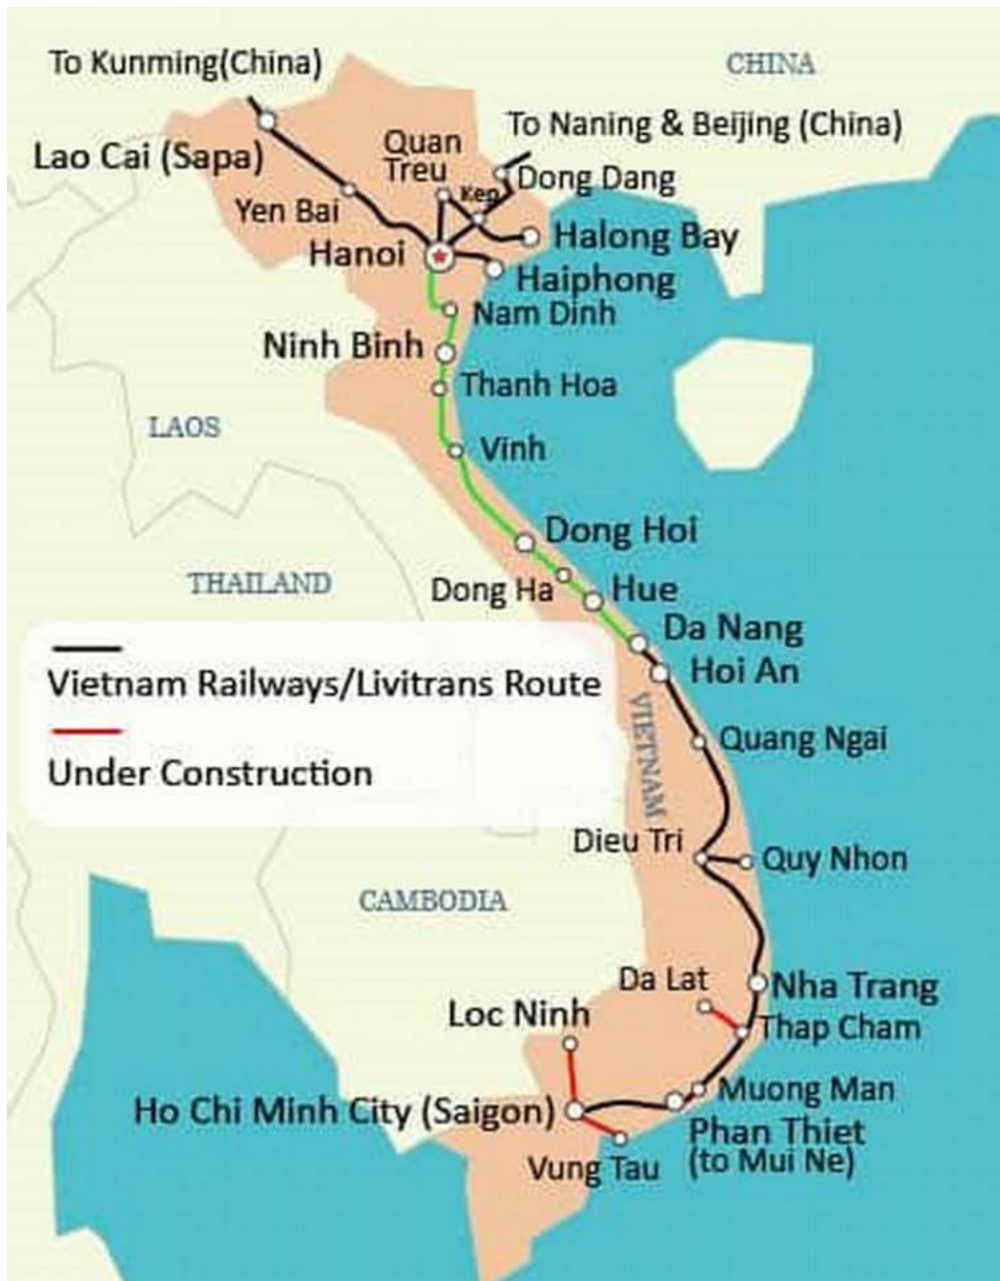 To Kunming(China)
CHINA
To Naning & Beijing (China)
Quan
Treu
Lao Cai (Sapa)
Dong Dang
Kep
Yen Bai
Halong Bay
Hanoi
Haiphong
Nam Dinh
Ninh Binh
Thanh Hoa
LAOS
Vinh
Dong Hoi
THAILAND
Dong Ha
Hue
Da Nang
Hoi An
Vietnam Railways/Livitrans Route
VIETNAM
Quang Ngai
Under Construction
Dieu Tri
Quy Nhon
CAMBODIA
Da Lat
Nha Trang
Loc Ninh
Thap Cham
Muong Man
Ho Chi Minh City (Saigon)
Phan Thiet
(to Mui Ne)
Vung Tau